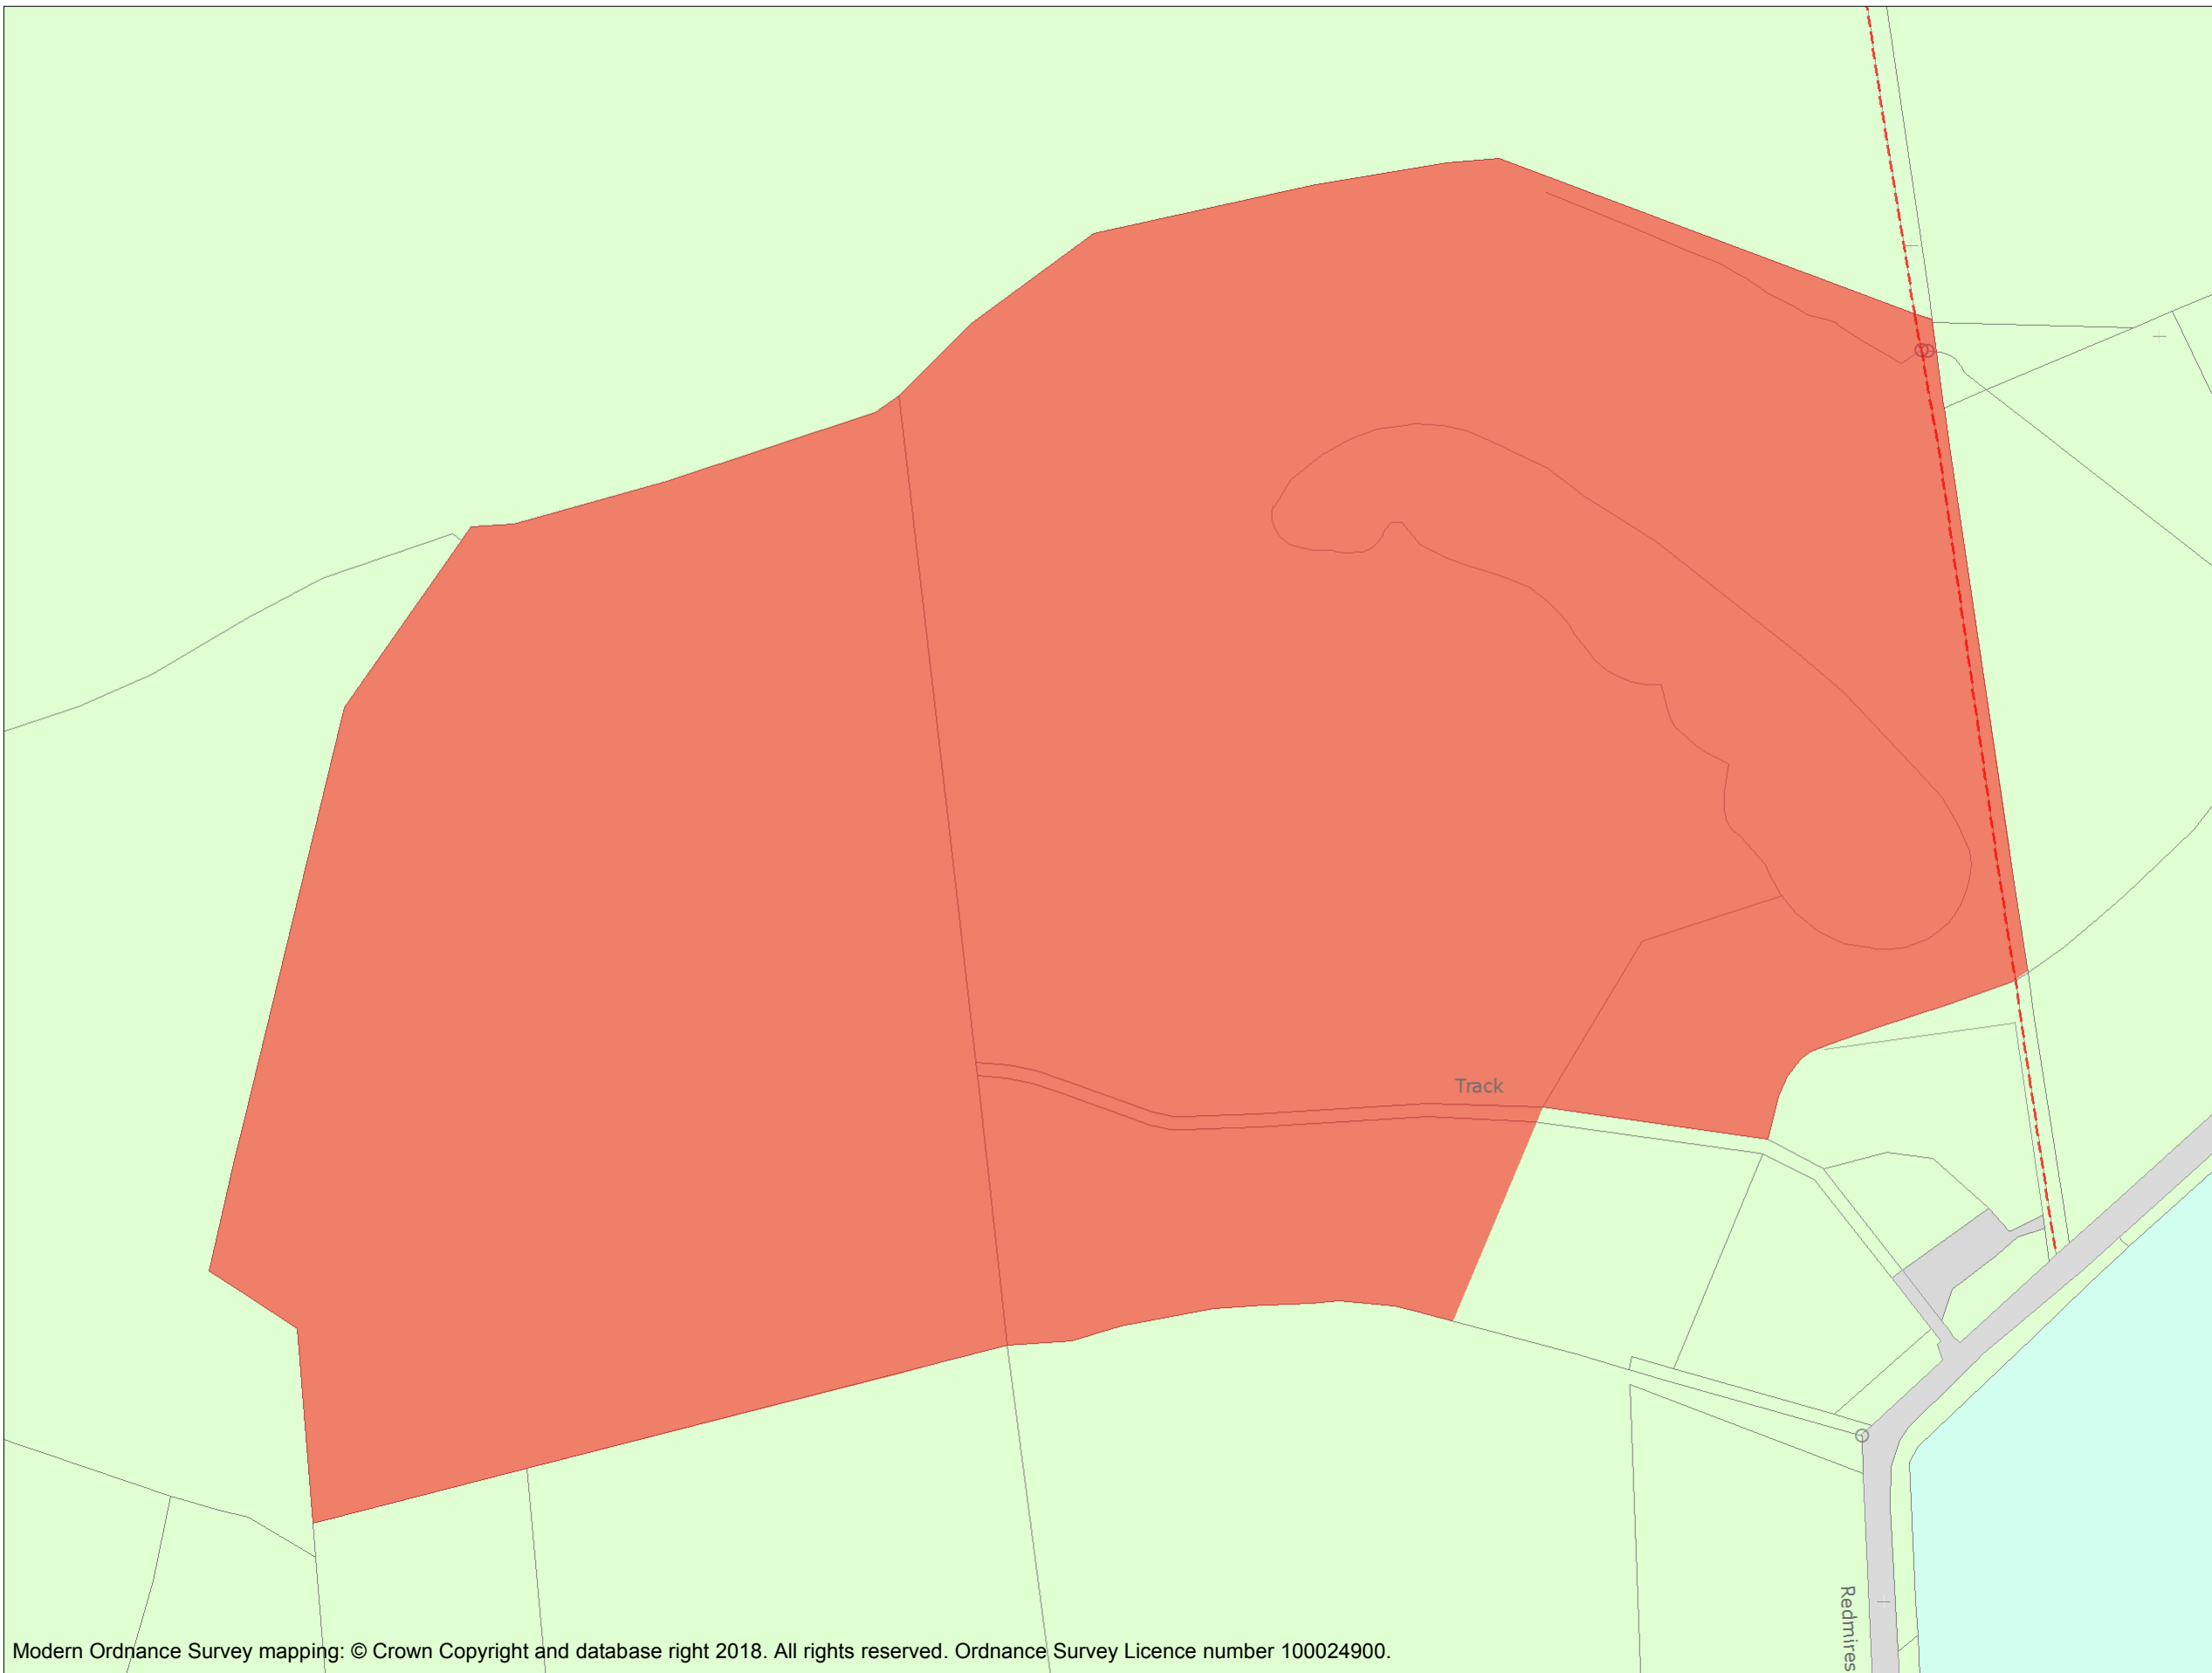 Track
Redmires
Modern Ordnance Survey mapping: © Crown Copyright and database right 2018. All rights reserved. Ordnance Survey Licence number 100024900.